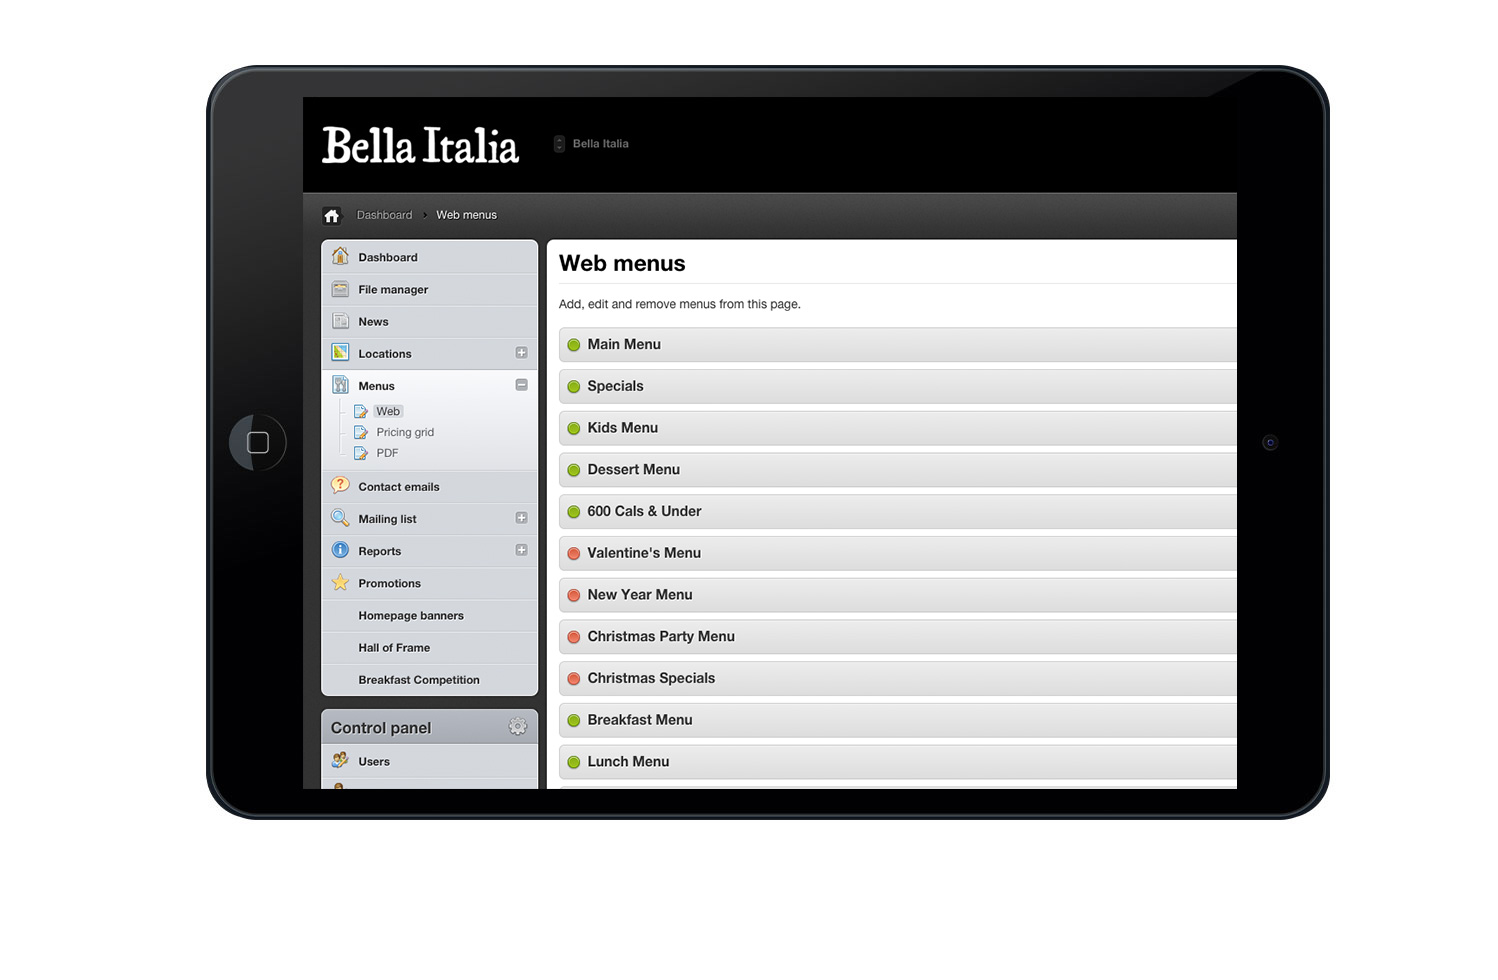 Bella Italia
Bella Italia
Dashboard › Web menus
Dashboard
File manager
News
Locations
Menus
Web
Pricing grid
PDF
Contact emails
Mailing list
Reports
Promotions
Homepage banners
Hall of Frame
Breakfast Competition
Control panel
Users
Web menus
Add, edit and remove menus from this page.
Main Menu
Specials
Kids Menu
Dessert Menu
600 Cals & Under
Valentine's Menu
New Year Menu
Christmas Party Menu
Christmas Specials
Breakfast Menu
Lunch Menu